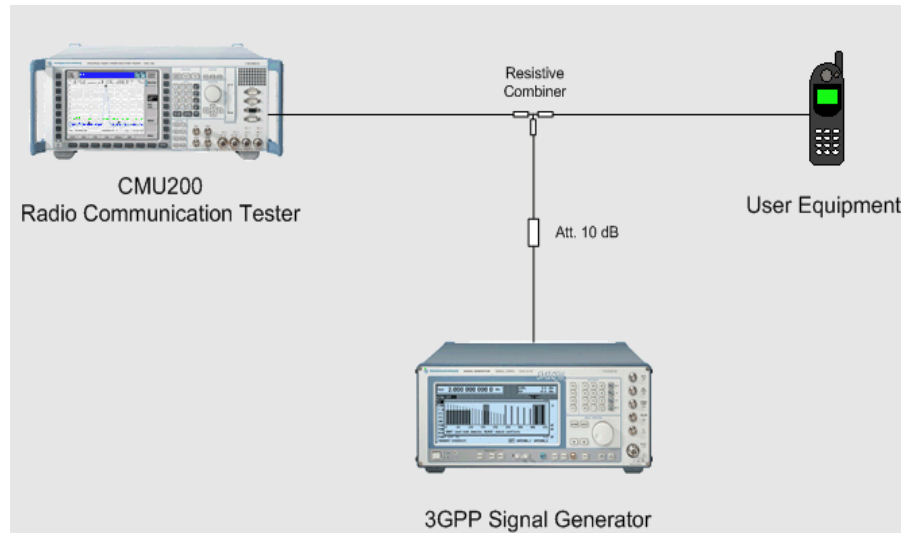 Resistive
Combiner
CMU200
Radio Communication Tester
User Equipment
Att. 10 dB
3GPP Signal Generator